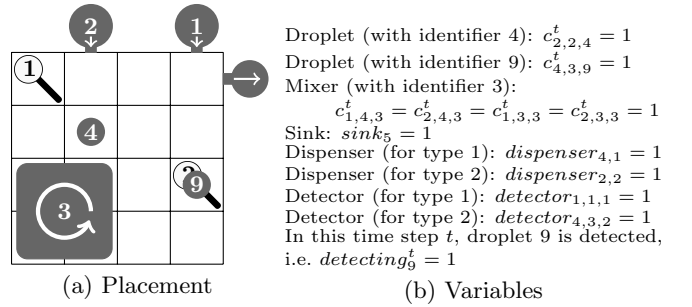 2 1
1
→
4
2
9
3
(a) Placement
Droplet (with identifier 4): $c^t_{2,2,4} = 1$
Droplet (with identifier 9): $c^t_{4,3,9} = 1$
Mixer (with identifier 3):
$c^t_{1,4,3} = c^t_{2,4,3} = c^t_{1,3,3} = c^t_{2,3,3} = 1$
Sink: $sink_5 = 1$
Dispenser (for type 1): $dispenser_{4,1} = 1$
Dispenser (for type 2): $dispenser_{2,2} = 1$
Detector (for type 1): $detector_{1,1,1} = 1$
Detector (for type 2): $detector_{4,3,2} = 1$
In this time step $t$, droplet 9 is detected,
i.e. $detecting^t_9 = 1$
(b) Variables